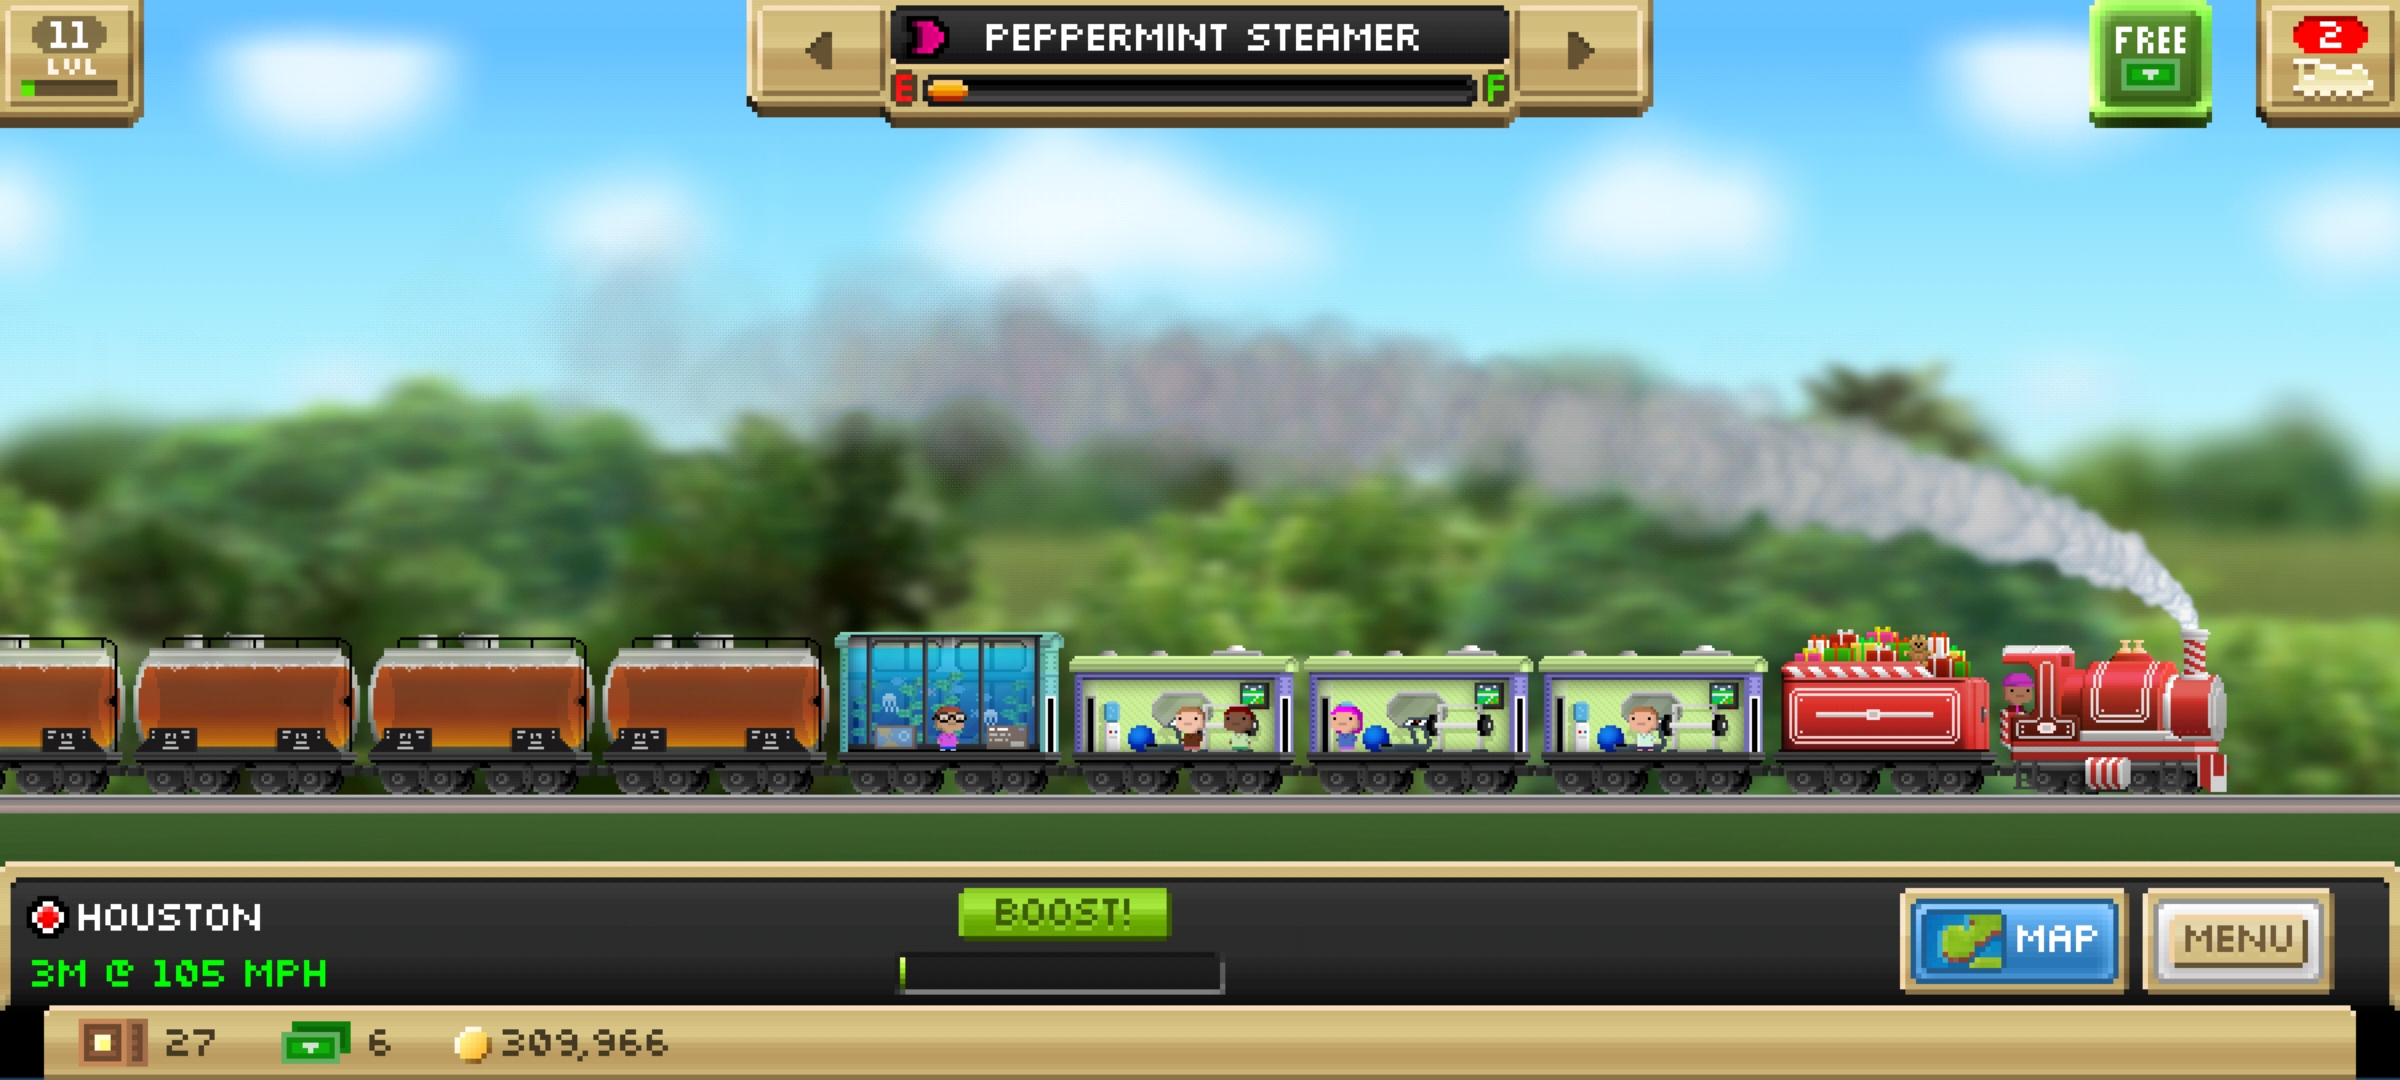 11
LVL
PEPPERMINT STEAMER
E F
FREE
2
HOUSTON
3M @ 105 MPH
BOOST!
MAP
MENU
27
6
309,966